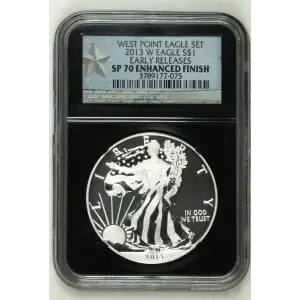 WEST POINT EAGLE SET
2013 W EAGLE S$1
EARLY RELEASES
SP 70 ENHANCED FINISH
3789177-075
LIBERTY
IN GOD
WE TRUST
2013